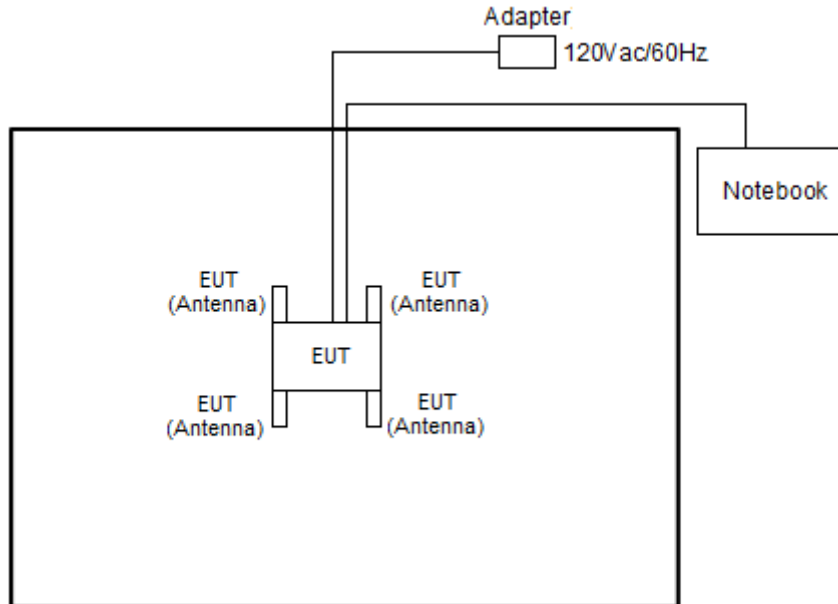 Adapter
120Vac/60Hz
Notebook
EUT
(Antenna)
EUT
(Antenna)
EUT
EUT
(Antenna)
EUT
(Antenna)